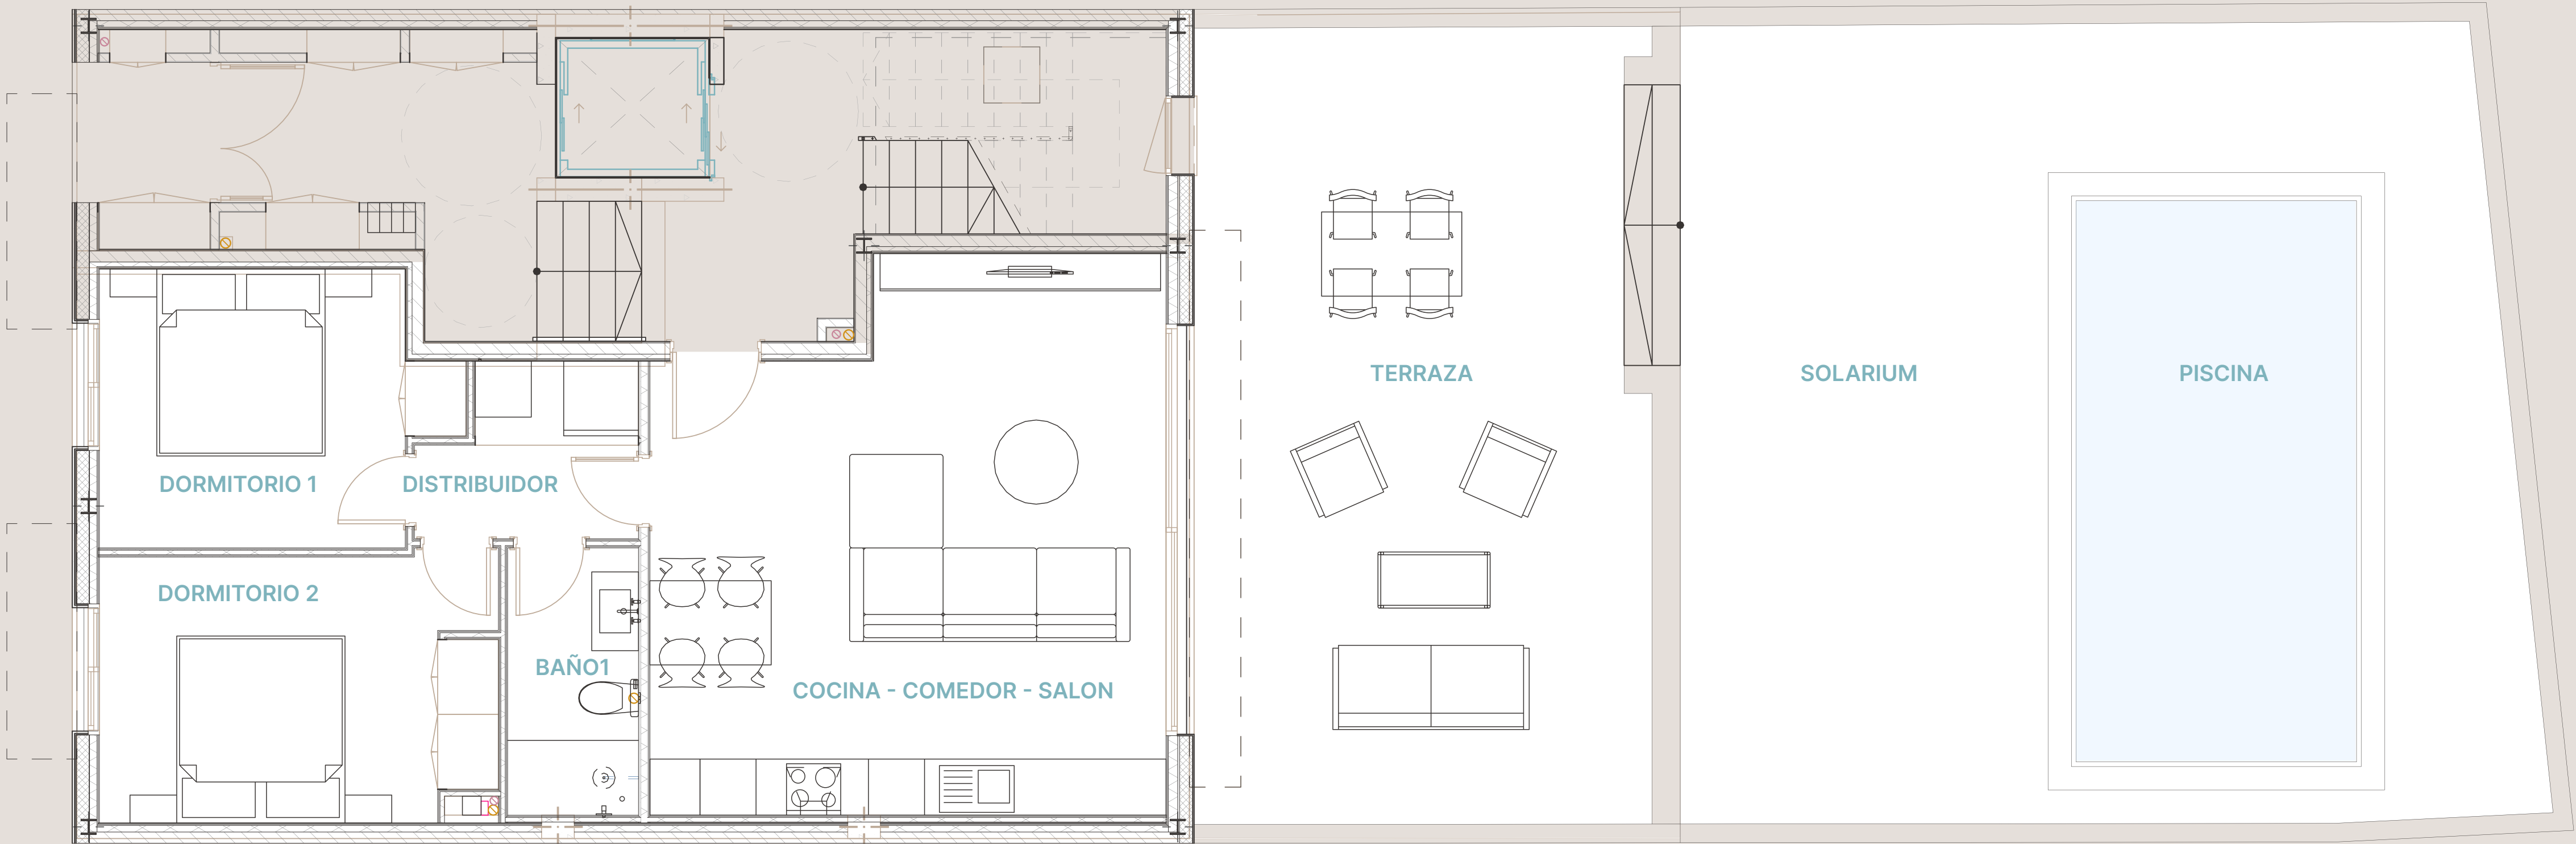 TERRAZA
SOLARIUM
PISCINA
DORMITORIO 1
DISTRIBUIDOR
DORMITORIO 2
BAÑO1
COCINA - COMEDOR - SALON